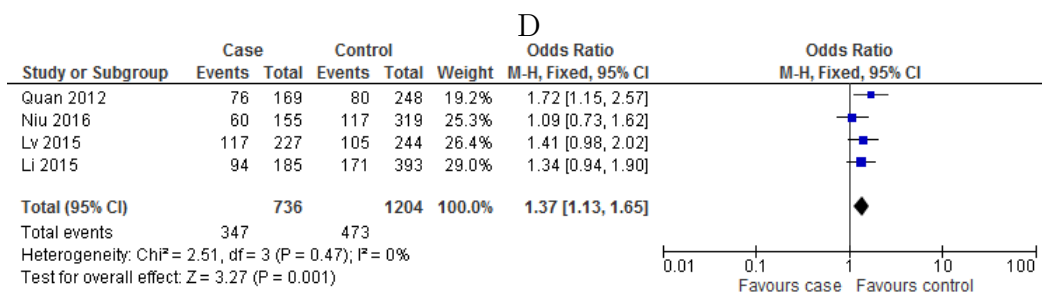 D
Case Control Odds Ratio Odds Ratio
Study or Subgroup Events Total Events Total Weight M-H, Fixed, 95% CI M-H, Fixed, 95% CI
Quan 2012 76 169 80 248 19.2% 1.72 [1.15, 2.57]
Niu 2016 60 155 117 319 25.3% 1.09 [0.73, 1.62]
Lv 2015 117 227 105 244 26.4% 1.41 [0.98, 2.02]
Li 2015 94 185 171 393 29.0% 1.34 [0.94, 1.90]
Total (95% CI) 736 1204 100.0% 1.37 [1.13, 1.65]
Total events 347 473
Heterogeneity: Chi² = 2.51, df = 3 (P = 0.47); I² = 0%
Test for overall effect: Z = 3.27 (P = 0.001)
0.01 0.1 1 10 100
Favours case Favours control